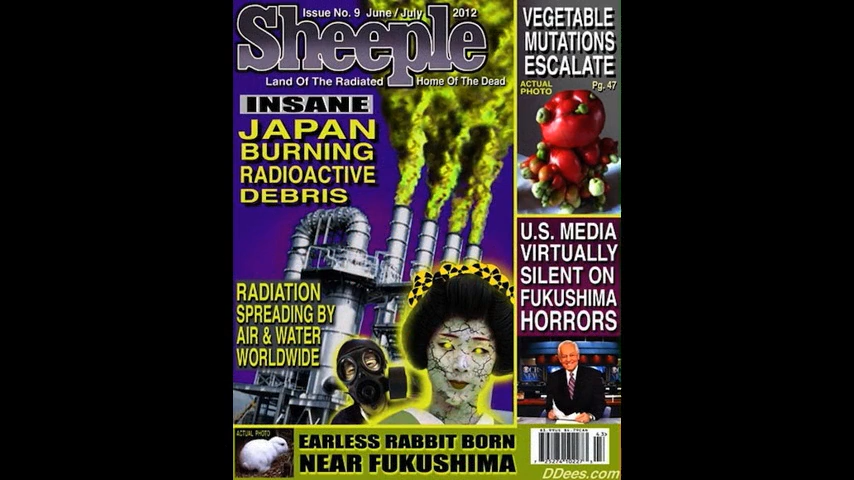 Issue No. 9 June / July 2012
Sheeple
Land Of The Radiated Home Of The Dead
INSANE
JAPAN
BURNING
RADIOACTIVE
DEBRIS
RADIATION
SPREADING BY
AIR & WATER
WORLDWIDE
VEGETABLE
MUTATIONS
ESCALATE
ACTUAL
PHOTO
Pg. 47
U.S. MEDIA
VIRTUALLY
SILENT ON
FUKUSHIMA
HORRORS
ACTUAL PHOTO
EARLESS RABBIT BORN
NEAR FUKUSHIMA
DDees.com